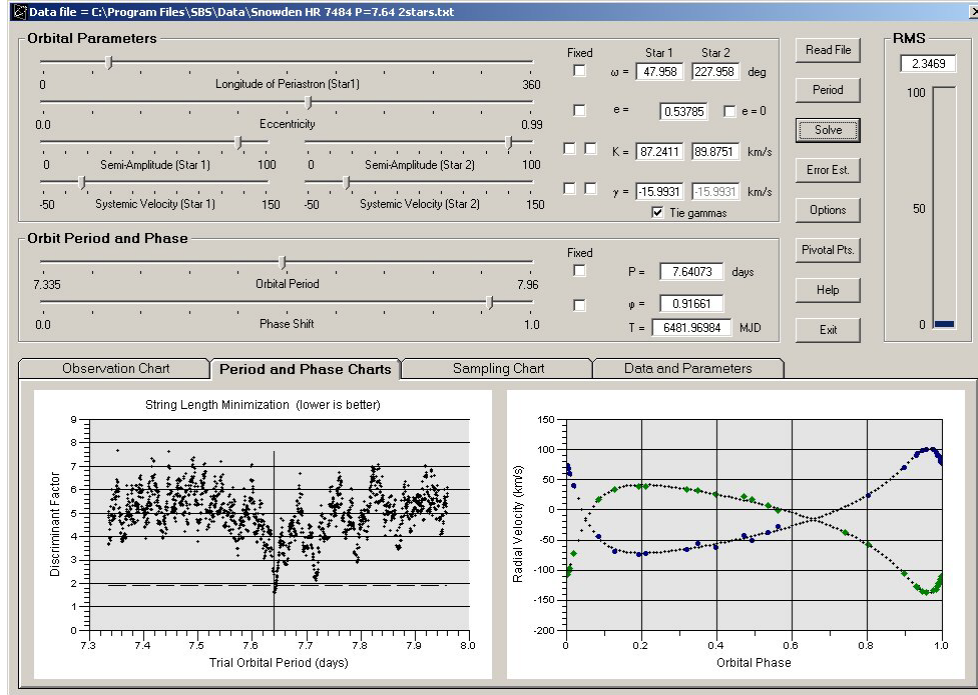 Data file = C:\Program Files\SBS\Data\Snowden HR 7484 P=7.64 2stars.txt
Orbital Parameters
0 Longitude of Periastron (Star1) 360
0.0 Eccentricity 0.99
0 Semi-Amplitude (Star 1) 100 0 Semi-Amplitude (Star 2) 100
-50 Systemic Velocity (Star 1) 150 -50 Systemic Velocity (Star 2) 150
Fixed Star 1 Star 2
ω = 47.958 227.958 deg
e = 0.53785 e = 0
K = 87.2411 89.8751 km/s
γ = -15.9931 -15.9931 km/s
Tie gammas
Orbit Period and Phase
7.335 Orbital Period 7.96
0.0 Phase Shift 1.0
Fixed
P = 7.64073 days
φ = 0.91661
T = 6481.96984 MJD
Read File
Period
Solve
Error Est.
Options
Pivotal Pts.
Help
Exit
RMS
2.3469
100
50
0
Observation Chart Period and Phase Charts Sampling Chart Data and Parameters
String Length Minimization (lower is better)
Discriminant Factor
9
8
7
6
5
4
3
2
1
0
7.3 7.4 7.5 7.6 7.7 7.8 7.9 8.0
Trial Orbital Period (days)
Radial Velocity (km/s)
150
100
50
0
-50
-100
-150
-200
0 0.2 0.4 0.6 0.8 1.0
Orbital Phase